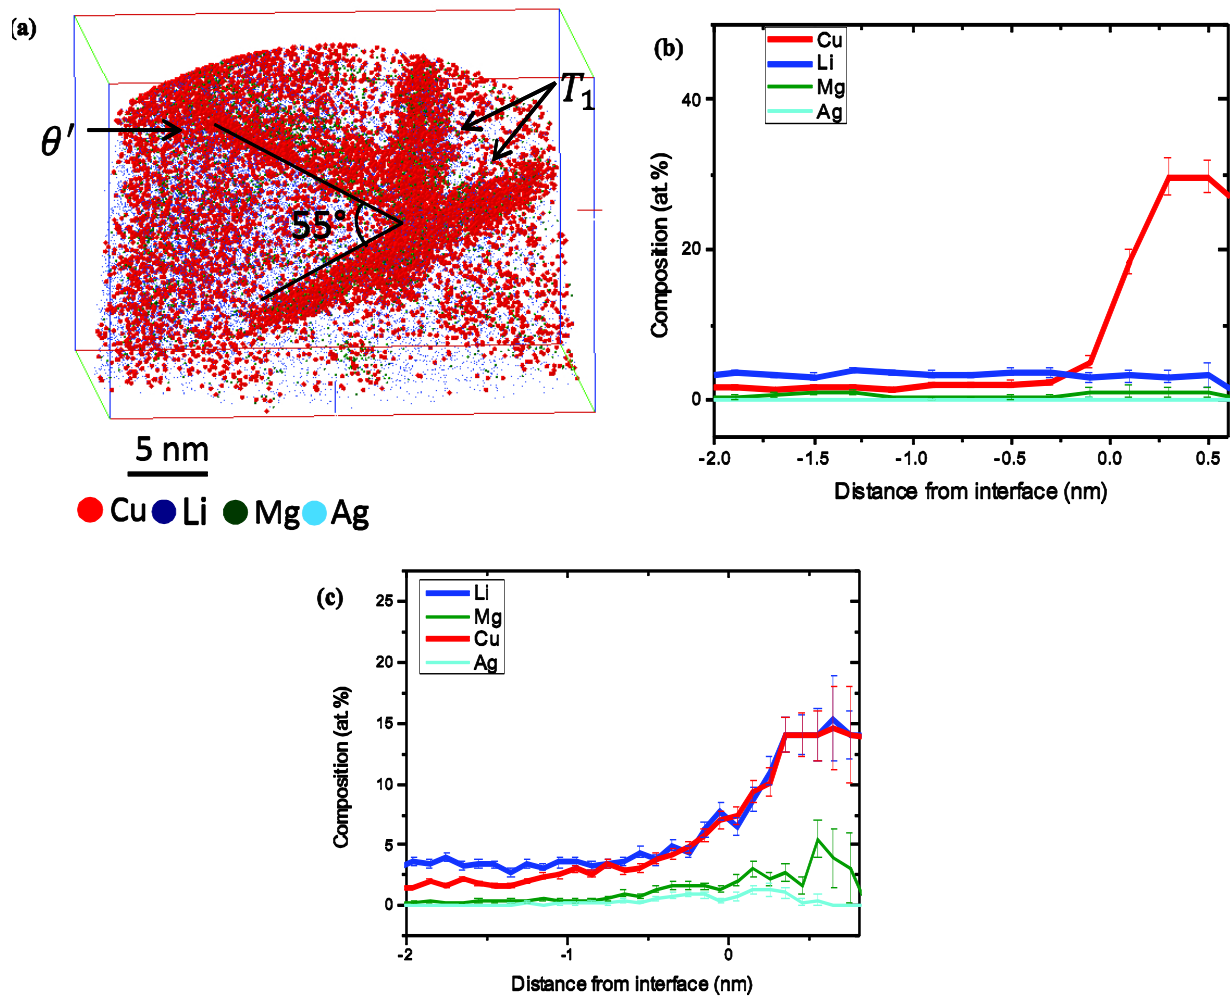 (a)
θ′
T1
55°
5 nm
Cu Li Mg Ag
(b)
Cu
Li
Mg
Ag
Composition (at %)
40
20
0
-2.0 -1.5 -1.0 -0.5 0.0 0.5
Distance from interface (nm)
(c)
Li
Mg
Cu
Ag
Composition (at %)
25
20
15
10
5
0
-2 -1 0
Distance from interface (nm)